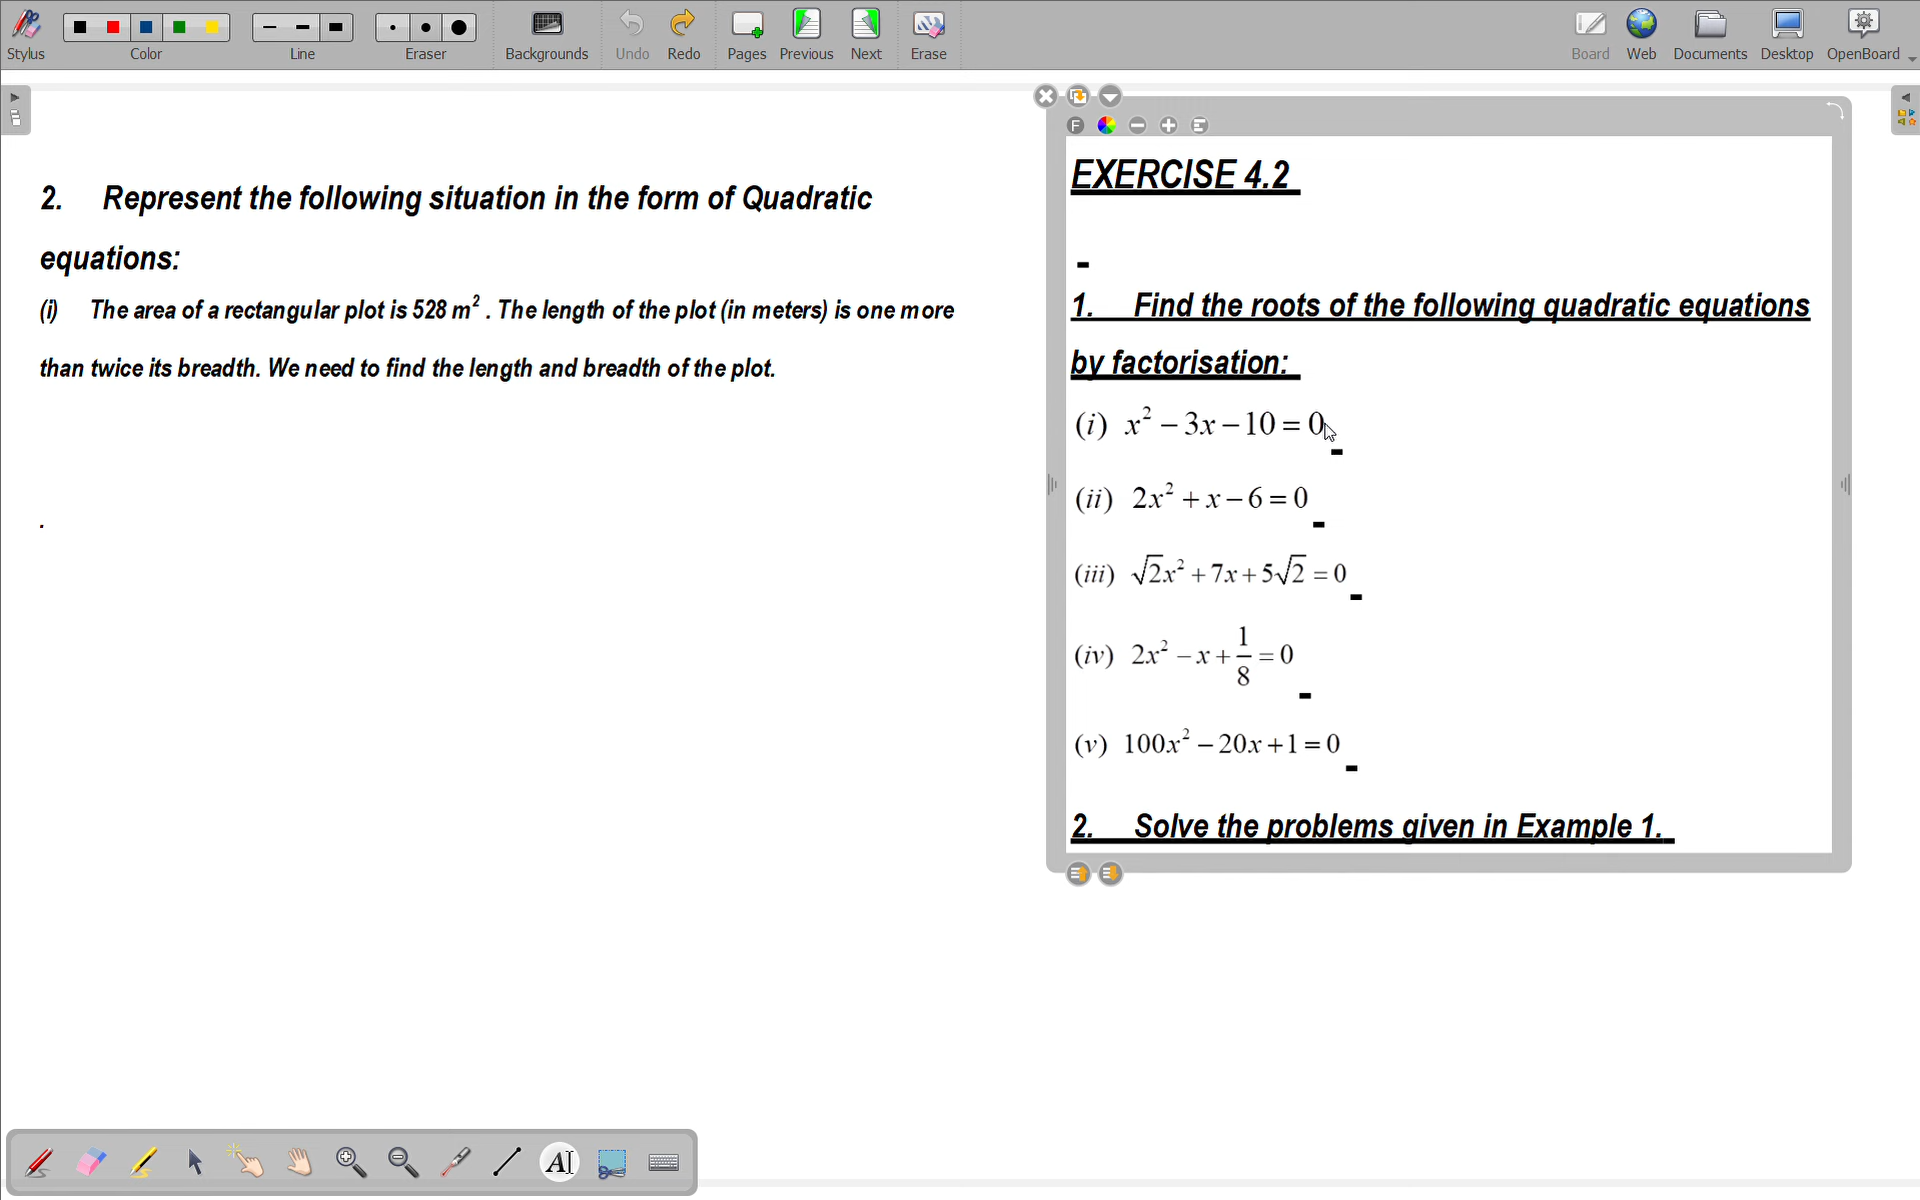 Stylus Color Line Eraser Backgrounds Undo Redo Pages Previous Next Erase Board Web Documents Desktop OpenBoard
2. Represent the following situation in the form of Quadratic
equations:
(i) The area of a rectangular plot is 528 m² . The length of the plot (in meters) is one more
than twice its breadth. We need to find the length and breadth of the plot.
.
F
EXERCISE 4.2
-
1. Find the roots of the following quadratic equations
by factorisation:
(i) x² − 3x − 10 = 0
(ii) 2x² + x − 6 = 0
(iii) √2x² + 7x + 5√2 = 0
(iv) 2x² − x + 1/8 = 0
(v) 100x² − 20x + 1 = 0
2. Solve the problems given in Example 1.
AI